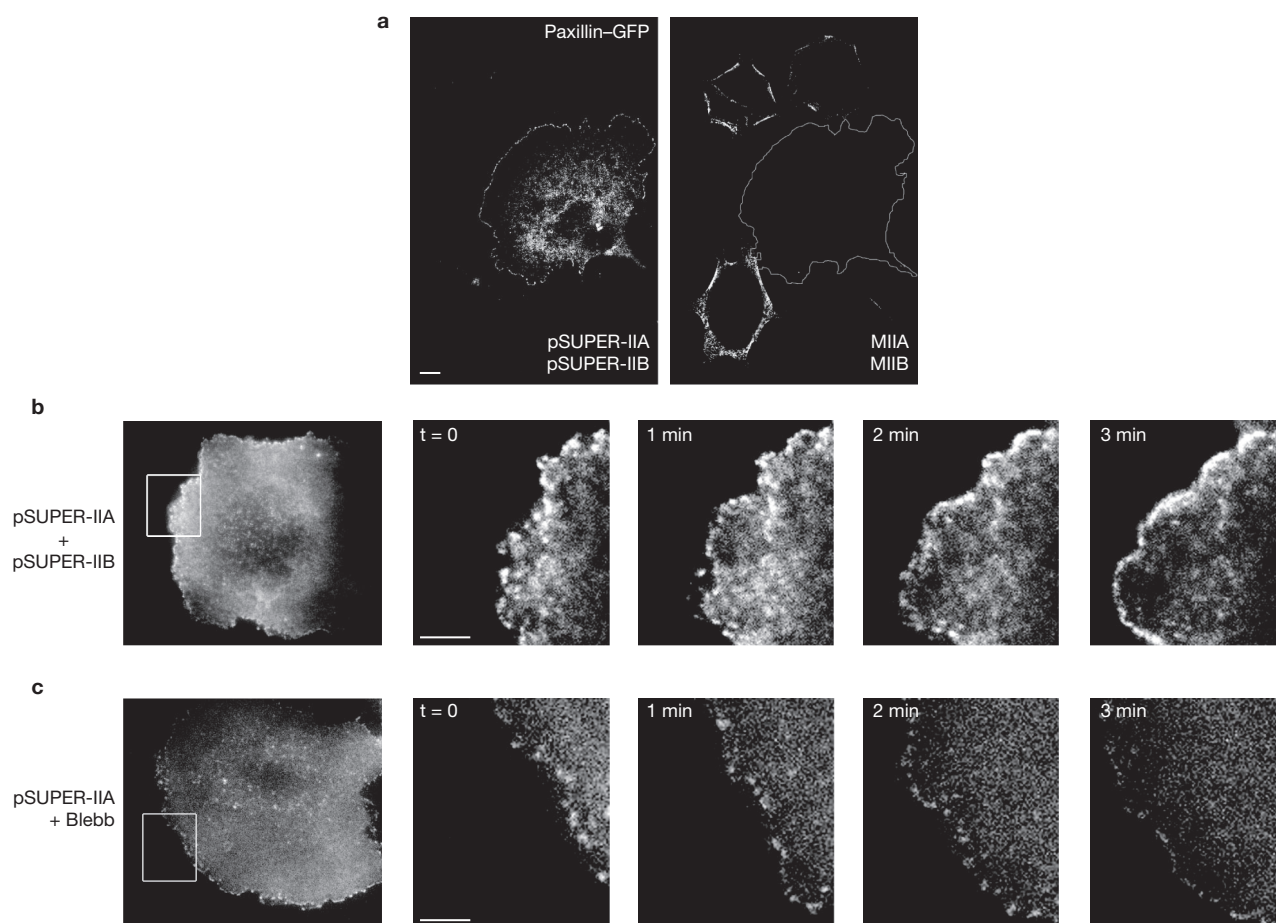 a
Paxillin–GFP
pSUPER-IIA
pSUPER-IIB
MIIA
MIIB
b
pSUPER-IIA
+
pSUPER-IIB
t = 0
1 min
2 min
3 min
c
pSUPER-IIA
+ Blebb
t = 0
1 min
2 min
3 min